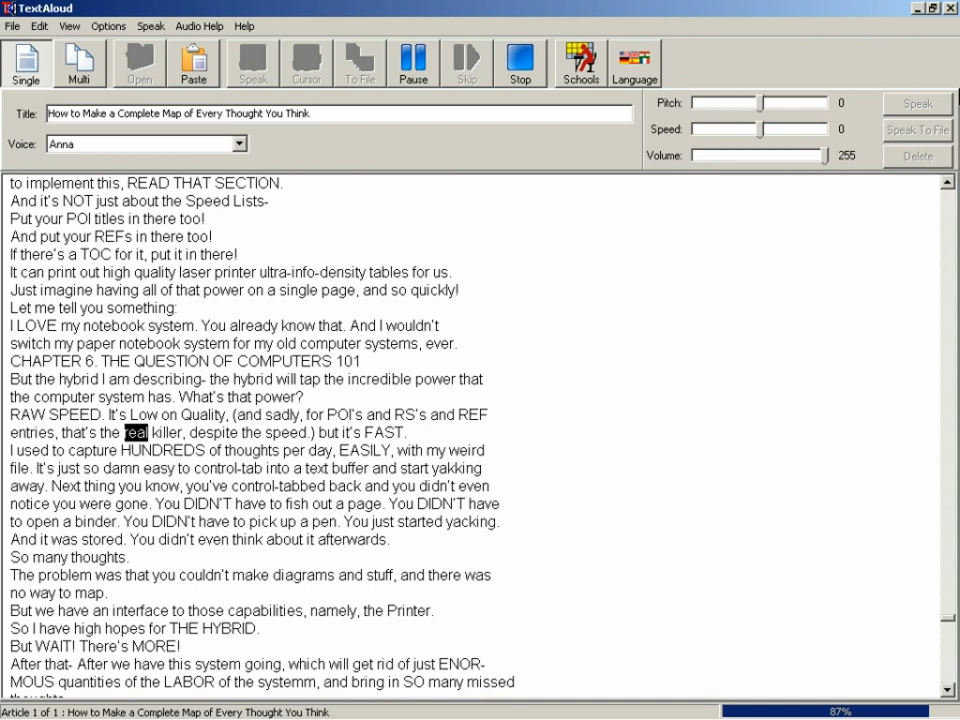 TextAloud
File Edit View Options Speak Audio Help Help
Single Multi Open Paste Speak Cursor To File Pause Skip Stop Schools Language
Title: How to Make a Complete Map of Every Thought You Think
Voice: Anna
Pitch: 0 Speak
Speed: 0 Speak To File
Volume: 255 Delete
to implement this, READ THAT SECTION.
And it's NOT just about the Speed Lists-
Put your POI titles in there too!
And put your REFs in there too!
If there's a TOC for it, put it in there!
It can print out high quality laser printer ultra-info-density tables for us.
Just imagine having all of that power on a single page, and so quickly!
Let me tell you something:
I LOVE my notebook system. You already know that. And I wouldn't
switch my paper notebook system for my old computer systems, ever.
CHAPTER 6. THE QUESTION OF COMPUTERS 101
But the hybrid I am describing- the hybrid will tap the incredible power that
the computer system has. What's that power?
RAW SPEED. It's Low on Quality, (and sadly, for POI's and RS's and REF
entries, that's the real killer, despite the speed.) but it's FAST.
I used to capture HUNDREDS of thoughts per day, EASILY, with my weird
file. It's just so damn easy to control-tab into a text buffer and start yakking
away. Next thing you know, you've control-tabbed back and you didn't even
notice you were gone. You DIDN'T have to fish out a page. You DIDN'T have
to open a binder. You DIDN't have to pick up a pen. You just started yacking.
And it was stored. You didn't even think about it afterwards.
So many thoughts.
The problem was that you couldn't make diagrams and stuff, and there was
no way to map.
But we have an interface to those capabilities, namely, the Printer.
So I have high hopes for THE HYBRID.
But WAIT! There's MORE!
After that- After we have this system going, which will get rid of just ENOR-
MOUS quantities of the LABOR of the systemm, and bring in SO many missed
Article 1 of 1 : How to Make a Complete Map of Every Thought You Think 87%